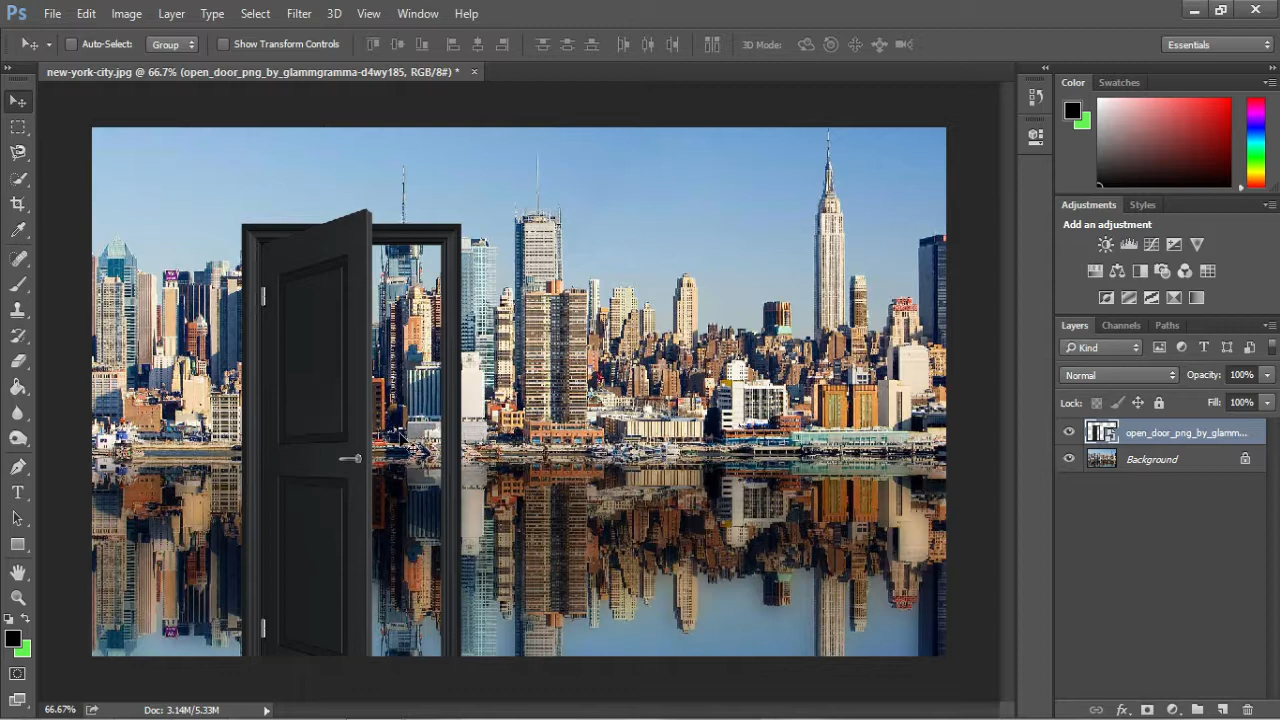 Ps File Edit Image Layer Type Select Filter 3D View Window Help
Auto-Select: Group Show Transform Controls 3D Mode: Essentials
new-york-city.jpg @ 66.7% (open_door_png_by_glammgramma-d4wy185, RGB/8#) *
Color Swatches
Adjustments Styles
Add an adjustment
Layers Channels Paths
Kind
Normal Opacity: 100%
Lock: Fill: 100%
open_door_png_by_glamm...
Background
66.67% Doc: 3.14M/5.33M